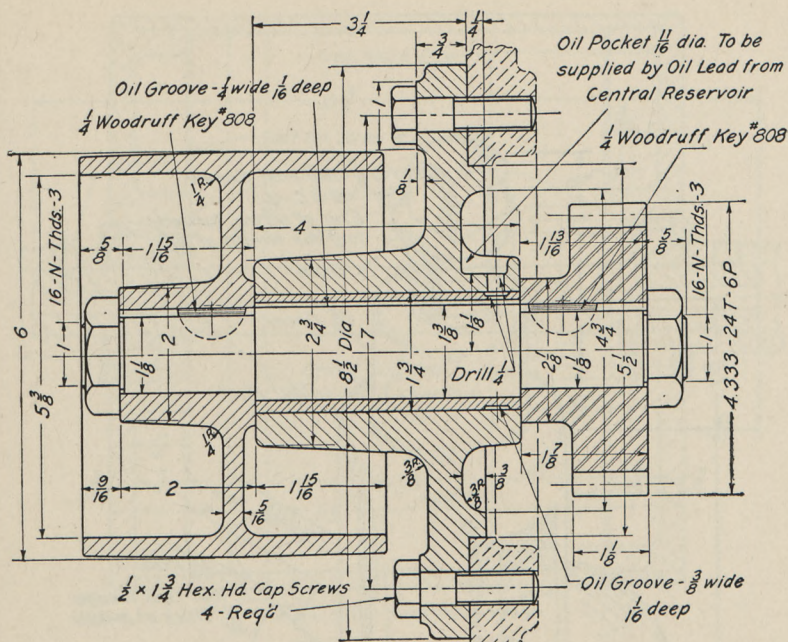 3 1/4
1/4
3/4
Oil Pocket 11/16 dia. To be
supplied by Oil Lead from
Central Reservoir
Oil Groove - 1/4 wide 1/16 deep
1/4 Woodruff Key #808
1
1/4 Woodruff Key #808
1/4 R
1/8
4
5/8
1 15/16
1 13/16
5/8
16-N-Thds.-3
16-N-Thds.-3
6
5 3/8
1
1 1/8
2
2 3/4
8 1/2 Dia
7
1 3/4
1 3/8
1 1/8
Drill 1/4
2 1/8
1 1/8
4 3/4
5 1/2
1
4.333-24T-6P
1/4 R
3/8 R
3/8 R
3/8
1 7/8
9/16
2
1 15/16
5/16
1 1/8
1/2 x 1 3/4 Hex. Hd. Cap Screws
4-Req'd
Oil Groove - 3/8 wide
1/16 deep